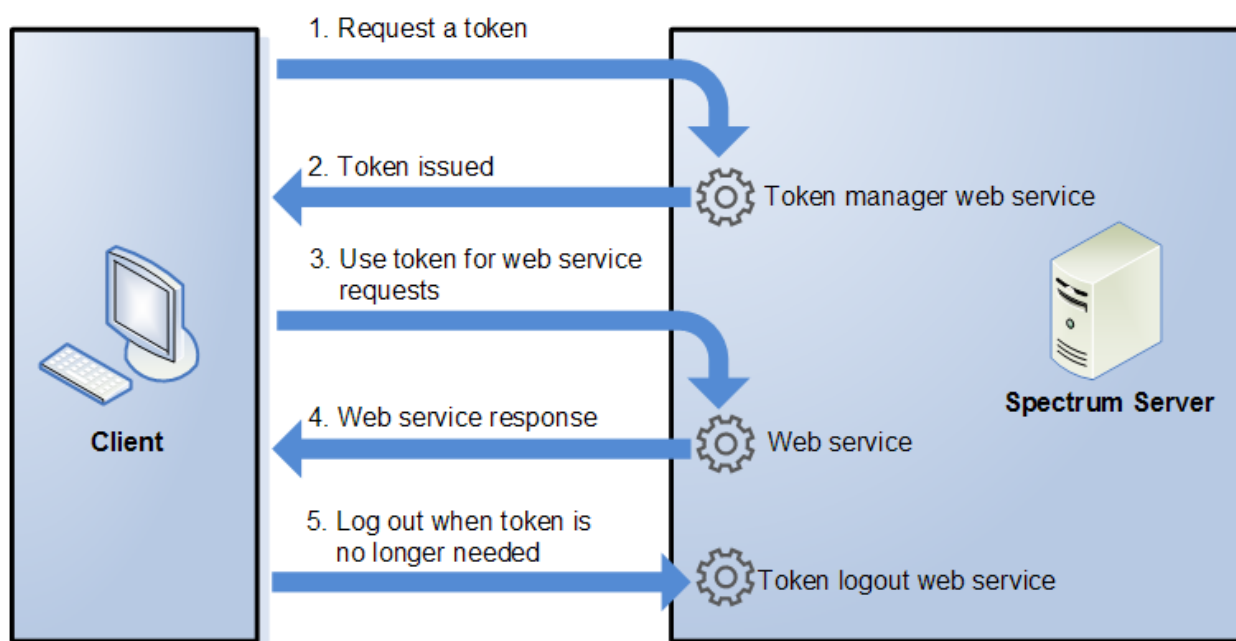 1. Request a token
2. Token issued
Token manager web service
3. Use token for web service
requests
Spectrum Server
4. Web service response
Client
Web service
5. Log out when token is
no longer needed
Token logout web service